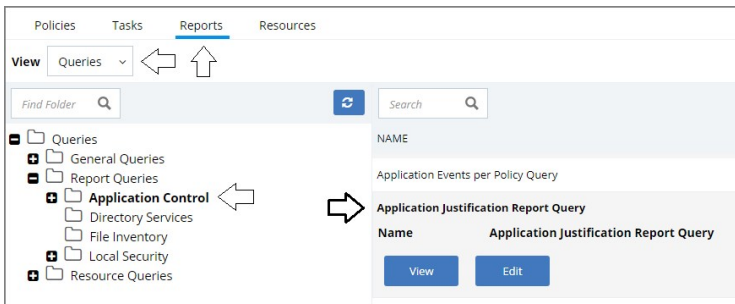 Policies Tasks Reports Resources
View Queries
Find Folder
Search
Queries
General Queries
Report Queries
Application Control
Directory Services
File Inventory
Local Security
Resource Queries
NAME
Application Events per Policy Query
Application Justification Report Query
Name Application Justification Report Query
View Edit